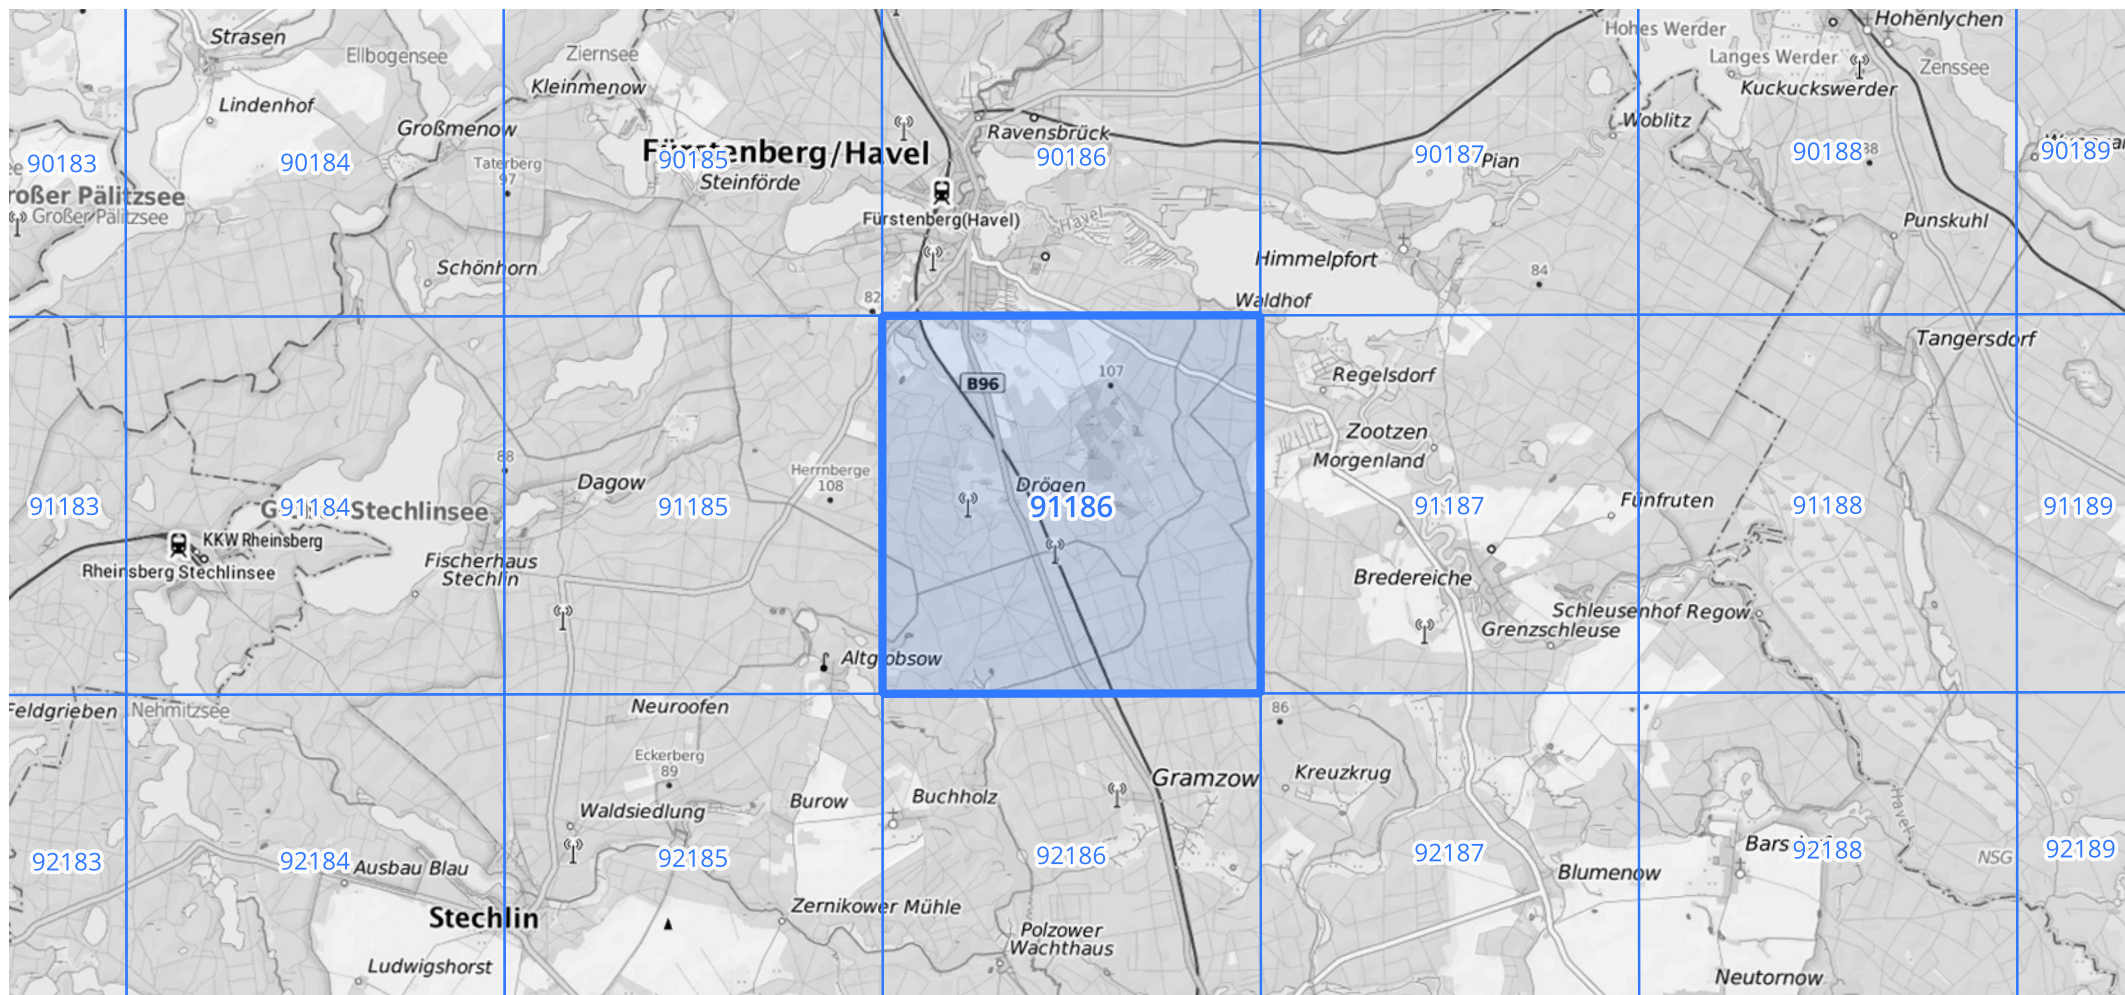 Strasen
Ellbogensee
Ziernsee
Hohes Werder
Hohenlychen
Langes Werder
Zenssee
Kleinmenow
Kuckuckswerder
Lindenhof
Großmenow
Ravensbrück
Woblitz
Fürstenberg/Havel
90183
90184
Taterberg
97
90185
90186
90187
Pian
90188
88
90189
Steinförde
roßer Pälitzsee
Großer Pälitzsee
Fürstenberg(Havel)
Havel
Punskuhl
Himmelpfort
Schönhorn
84
82
Waldhof
Tangersdorf
B96
107
Regelsdorf
Zootzen
Morgenland
88
Dagow
Herrnberge
108
Drögen
Fünfruten
91183
91184
Stechlinsee
91185
91186
91187
91188
91189
KKW Rheinsberg
Rheinsberg Stechlinsee
Fischerhaus
Stechlin
Bredereiche
Schleusenhof Regow
Grenzschleuse
Altglobsow
Feldgrieben
Nehmitzsee
Neuroofen
86
Eckerberg
89
Gramzow
Kreuzkrug
Waldsiedlung
Burow
Buchholz
Havel
92183
92184
92185
92186
92187
Bars
92188
92189
NSG
Ausbau Blau
Blumenow
Stechlin
Zernikower Mühle
Polzower
Wachthaus
Ludwigshorst
Neutornow